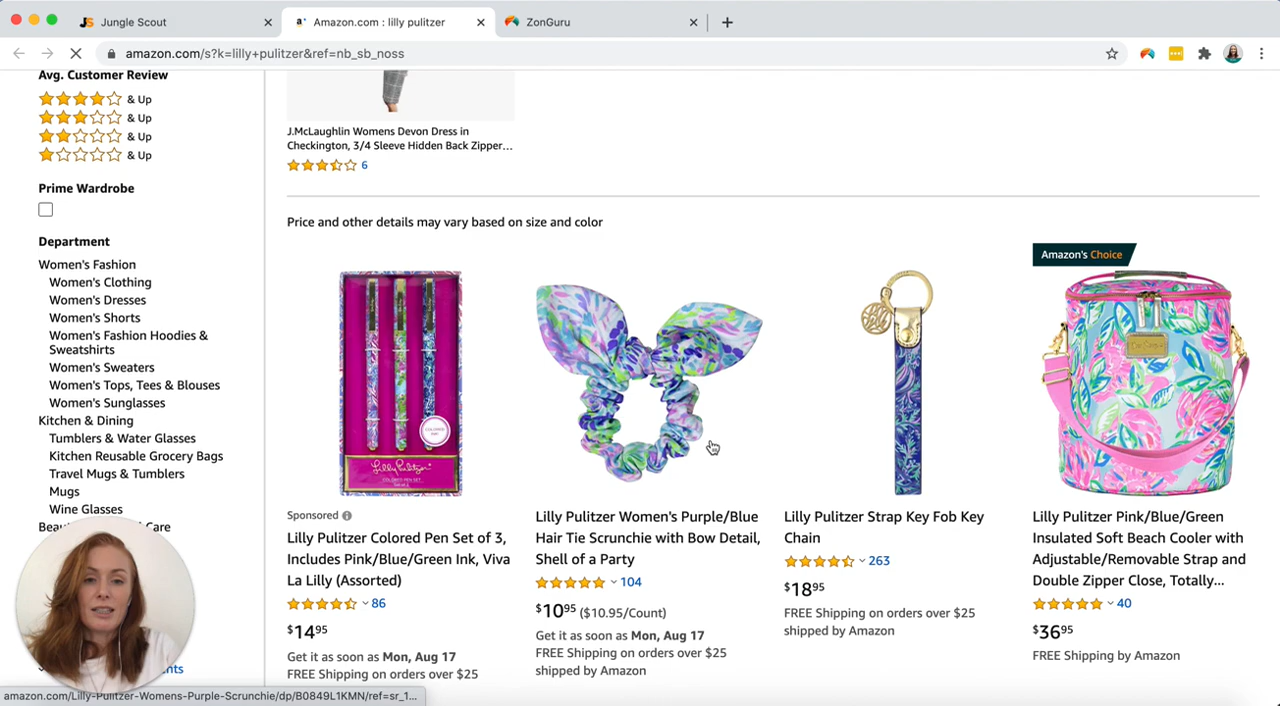 Jungle Scout
Amazon.com : lilly pulitzer
ZonGuru
amazon.com/s?k=lilly+pulitzer&ref=nb_sb_noss
Avg. Customer Review
& Up
& Up
& Up
& Up
Prime Wardrobe
Department
Women's Fashion
Women's Clothing
Women's Dresses
Women's Shorts
Women's Fashion Hoodies &
Sweatshirts
Women's Sweaters
Women's Tops, Tees & Blouses
Women's Sunglasses
Kitchen & Dining
Tumblers & Water Glasses
Kitchen Reusable Grocery Bags
Travel Mugs & Tumblers
Mugs
Wine Glasses
J.McLaughlin Womens Devon Dress in
Checkington, 3/4 Sleeve Hidden Back Zipper...
6
Price and other details may vary based on size and color
Lilly Pulitzer
COLORED PEN SET
Sponsored
Lilly Pulitzer Colored Pen Set of 3,
Includes Pink/Blue/Green Ink, Viva
La Lilly (Assorted)
86
$14.95
Get it as soon as Mon, Aug 17
FREE Shipping on orders over $25
Lilly Pulitzer Women's Purple/Blue
Hair Tie Scrunchie with Bow Detail,
Shell of a Party
104
$10.95 ($10.95/Count)
Get it as soon as Mon, Aug 17
FREE Shipping on orders over $25
shipped by Amazon
Lilly Pulitzer Strap Key Fob Key
Chain
263
$18.95
FREE Shipping on orders over $25
shipped by Amazon
Amazon's Choice
Lilly Pulitzer Pink/Blue/Green
Insulated Soft Beach Cooler with
Adjustable/Removable Strap and
Double Zipper Close, Totally...
40
$36.95
FREE Shipping by Amazon
amazon.com/Lilly-Pulitzer-Womens-Purple-Scrunchie/dp/B0849L1KMN/ref=sr_1...